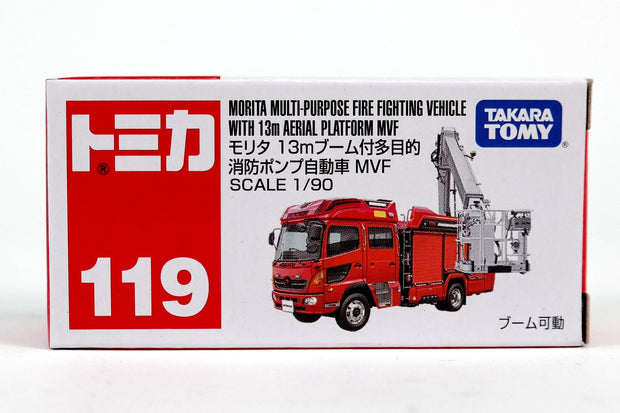 トミカ
®
119
MORITA MULTI-PURPOSE FIRE FIGHTING VEHICLE
WITH 13m AERIAL PLATFORM MVF
モリタ 13mブーム付多目的
消防ポンプ自動車 MVF
SCALE 1/90
TAKARA
TOMY
®
ブーム可動